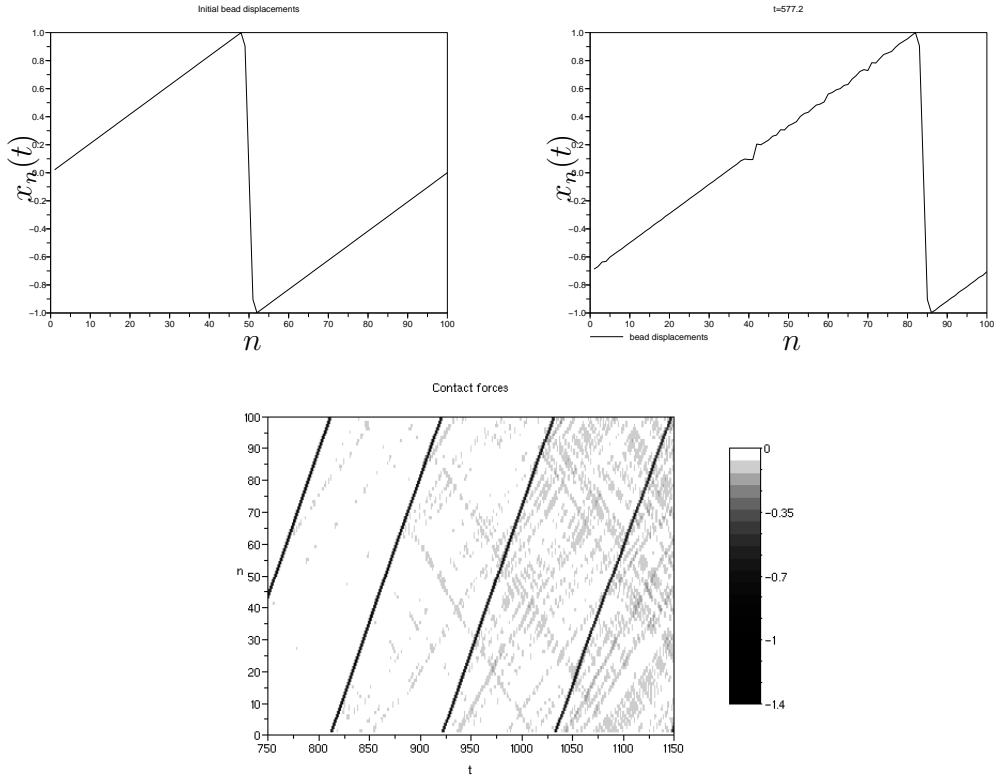 Initial bead displacements
t=577.2
1.0
0.8
0.6
0.4
0.2
0.0
−0.2
−0.4
−0.6
−0.8
−1.0
xn(t)
0 10 20 30 40 50 60 70 80 90 100
n
1.0
0.8
0.6
0.4
0.2
0.0
−0.2
−0.4
−0.6
−0.8
−1.0
xn(t)
0 10 20 30 40 50 60 70 80 90 100
n
bead displacements
Contact forces
100
90
80
70
60
50
40
30
20
10
0
n
750 800 850 900 950 1000 1050 1100 1150
t
0
-0.35
-0.7
-1
-1.4